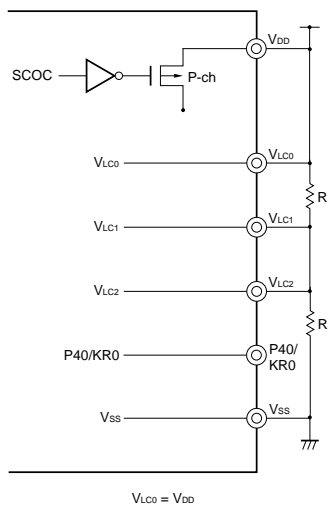 VDD
SCOC
P-ch
VLC0 VLC0
R
VLC1 VLC1
VLC2 VLC2
R
P40/KR0 P40/
KR0
VSS VSS
VLC0 = VDD